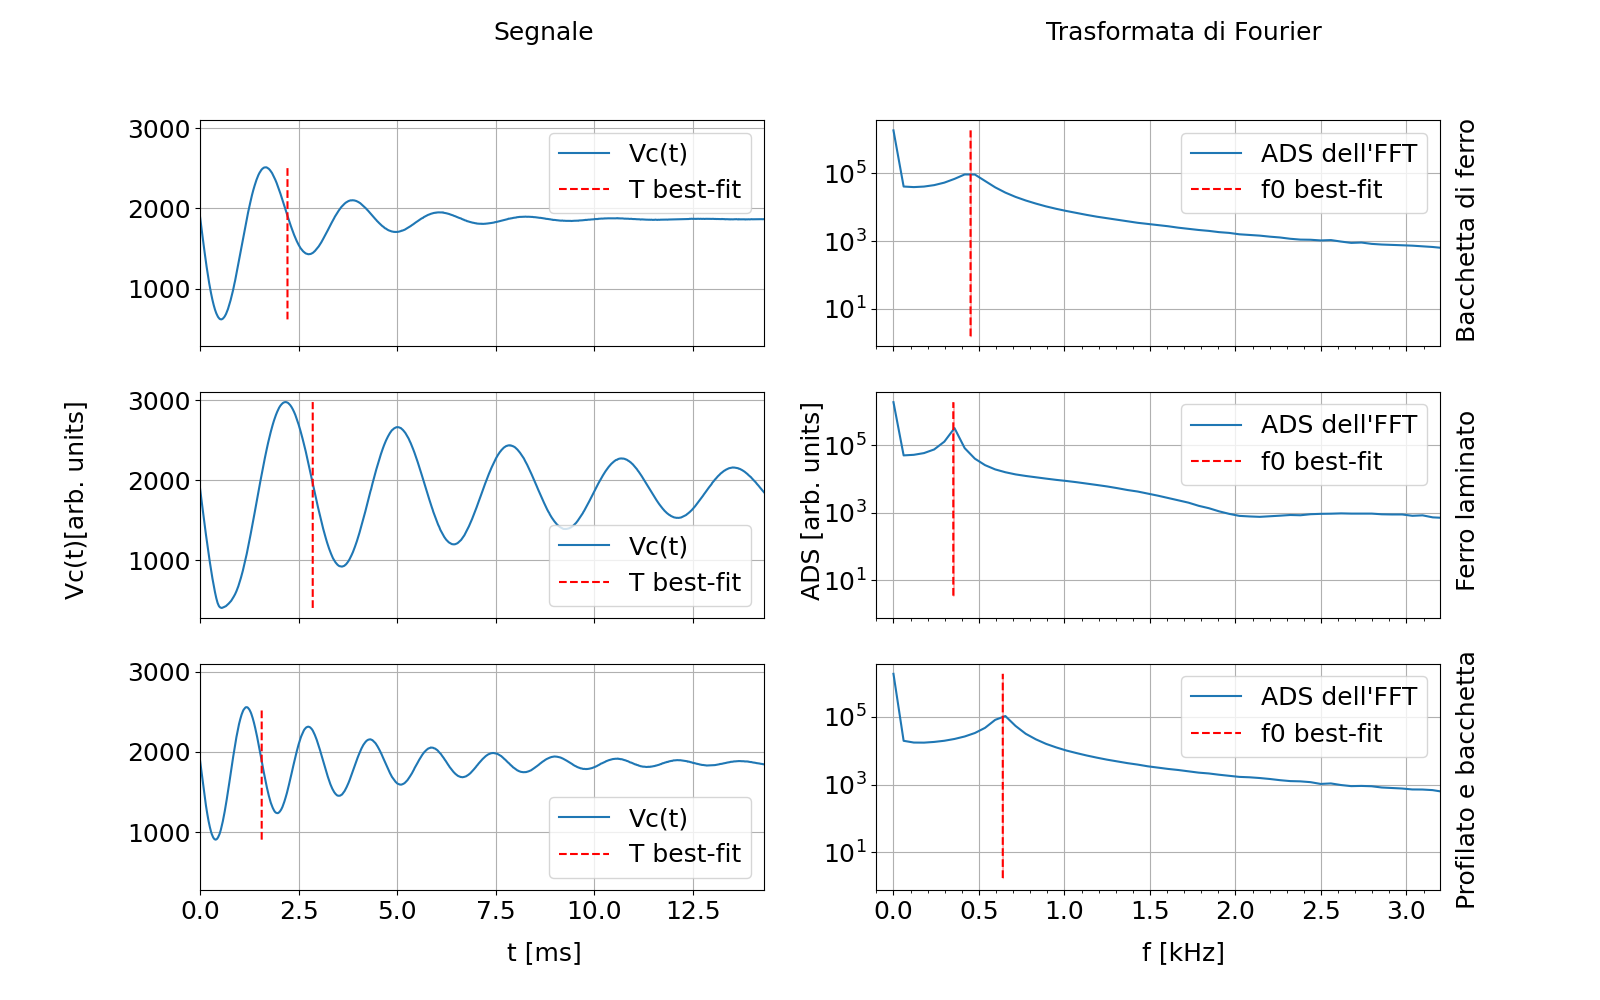 Segnale
Trasformata di Fourier
3000
2000
1000
Vc(t)
T best-fit
10^5
10^3
10^1
ADS dell'FFT
f0 best-fit
Bacchetta di ferro
Vc(t)[arb. units]
3000
2000
1000
Vc(t)
T best-fit
ADS [arb. units]
10^5
10^3
10^1
ADS dell'FFT
f0 best-fit
Ferro laminato
3000
2000
1000
Vc(t)
T best-fit
0.0 2.5 5.0 7.5 10.0 12.5
t [ms]
10^5
10^3
10^1
ADS dell'FFT
f0 best-fit
Profilato e bacchetta
0.0 0.5 1.0 1.5 2.0 2.5 3.0
f [kHz]